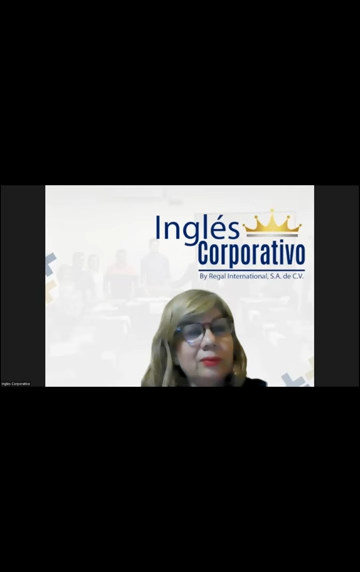 Inglés
Corporativo
By Regal International, S.A. de C.V.
Inglés Corporativo